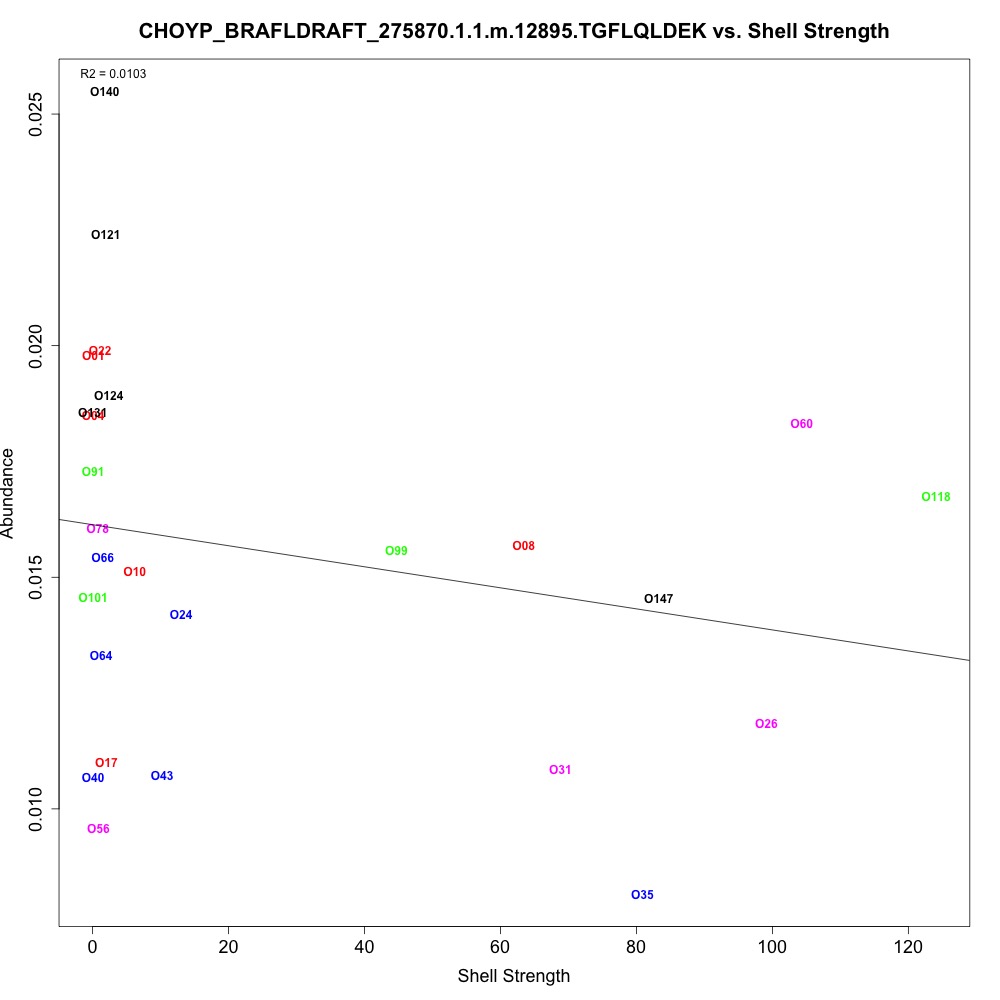 CHOYP_BRAFLDRAFT_275870.1.1.m.12895.TGFLQLDEK vs. Shell Strength
R2 = 0.0103
O140
O121
O22
O01
O124
O131
O04
O60
O91
O118
O78
O99
O08
O66
O10
O101
O147
O24
O64
O26
O17
O31
O40
O43
O56
O35
0.025
0.020
0.015
0.010
Abundance
0 20 40 60 80 100 120
Shell Strength